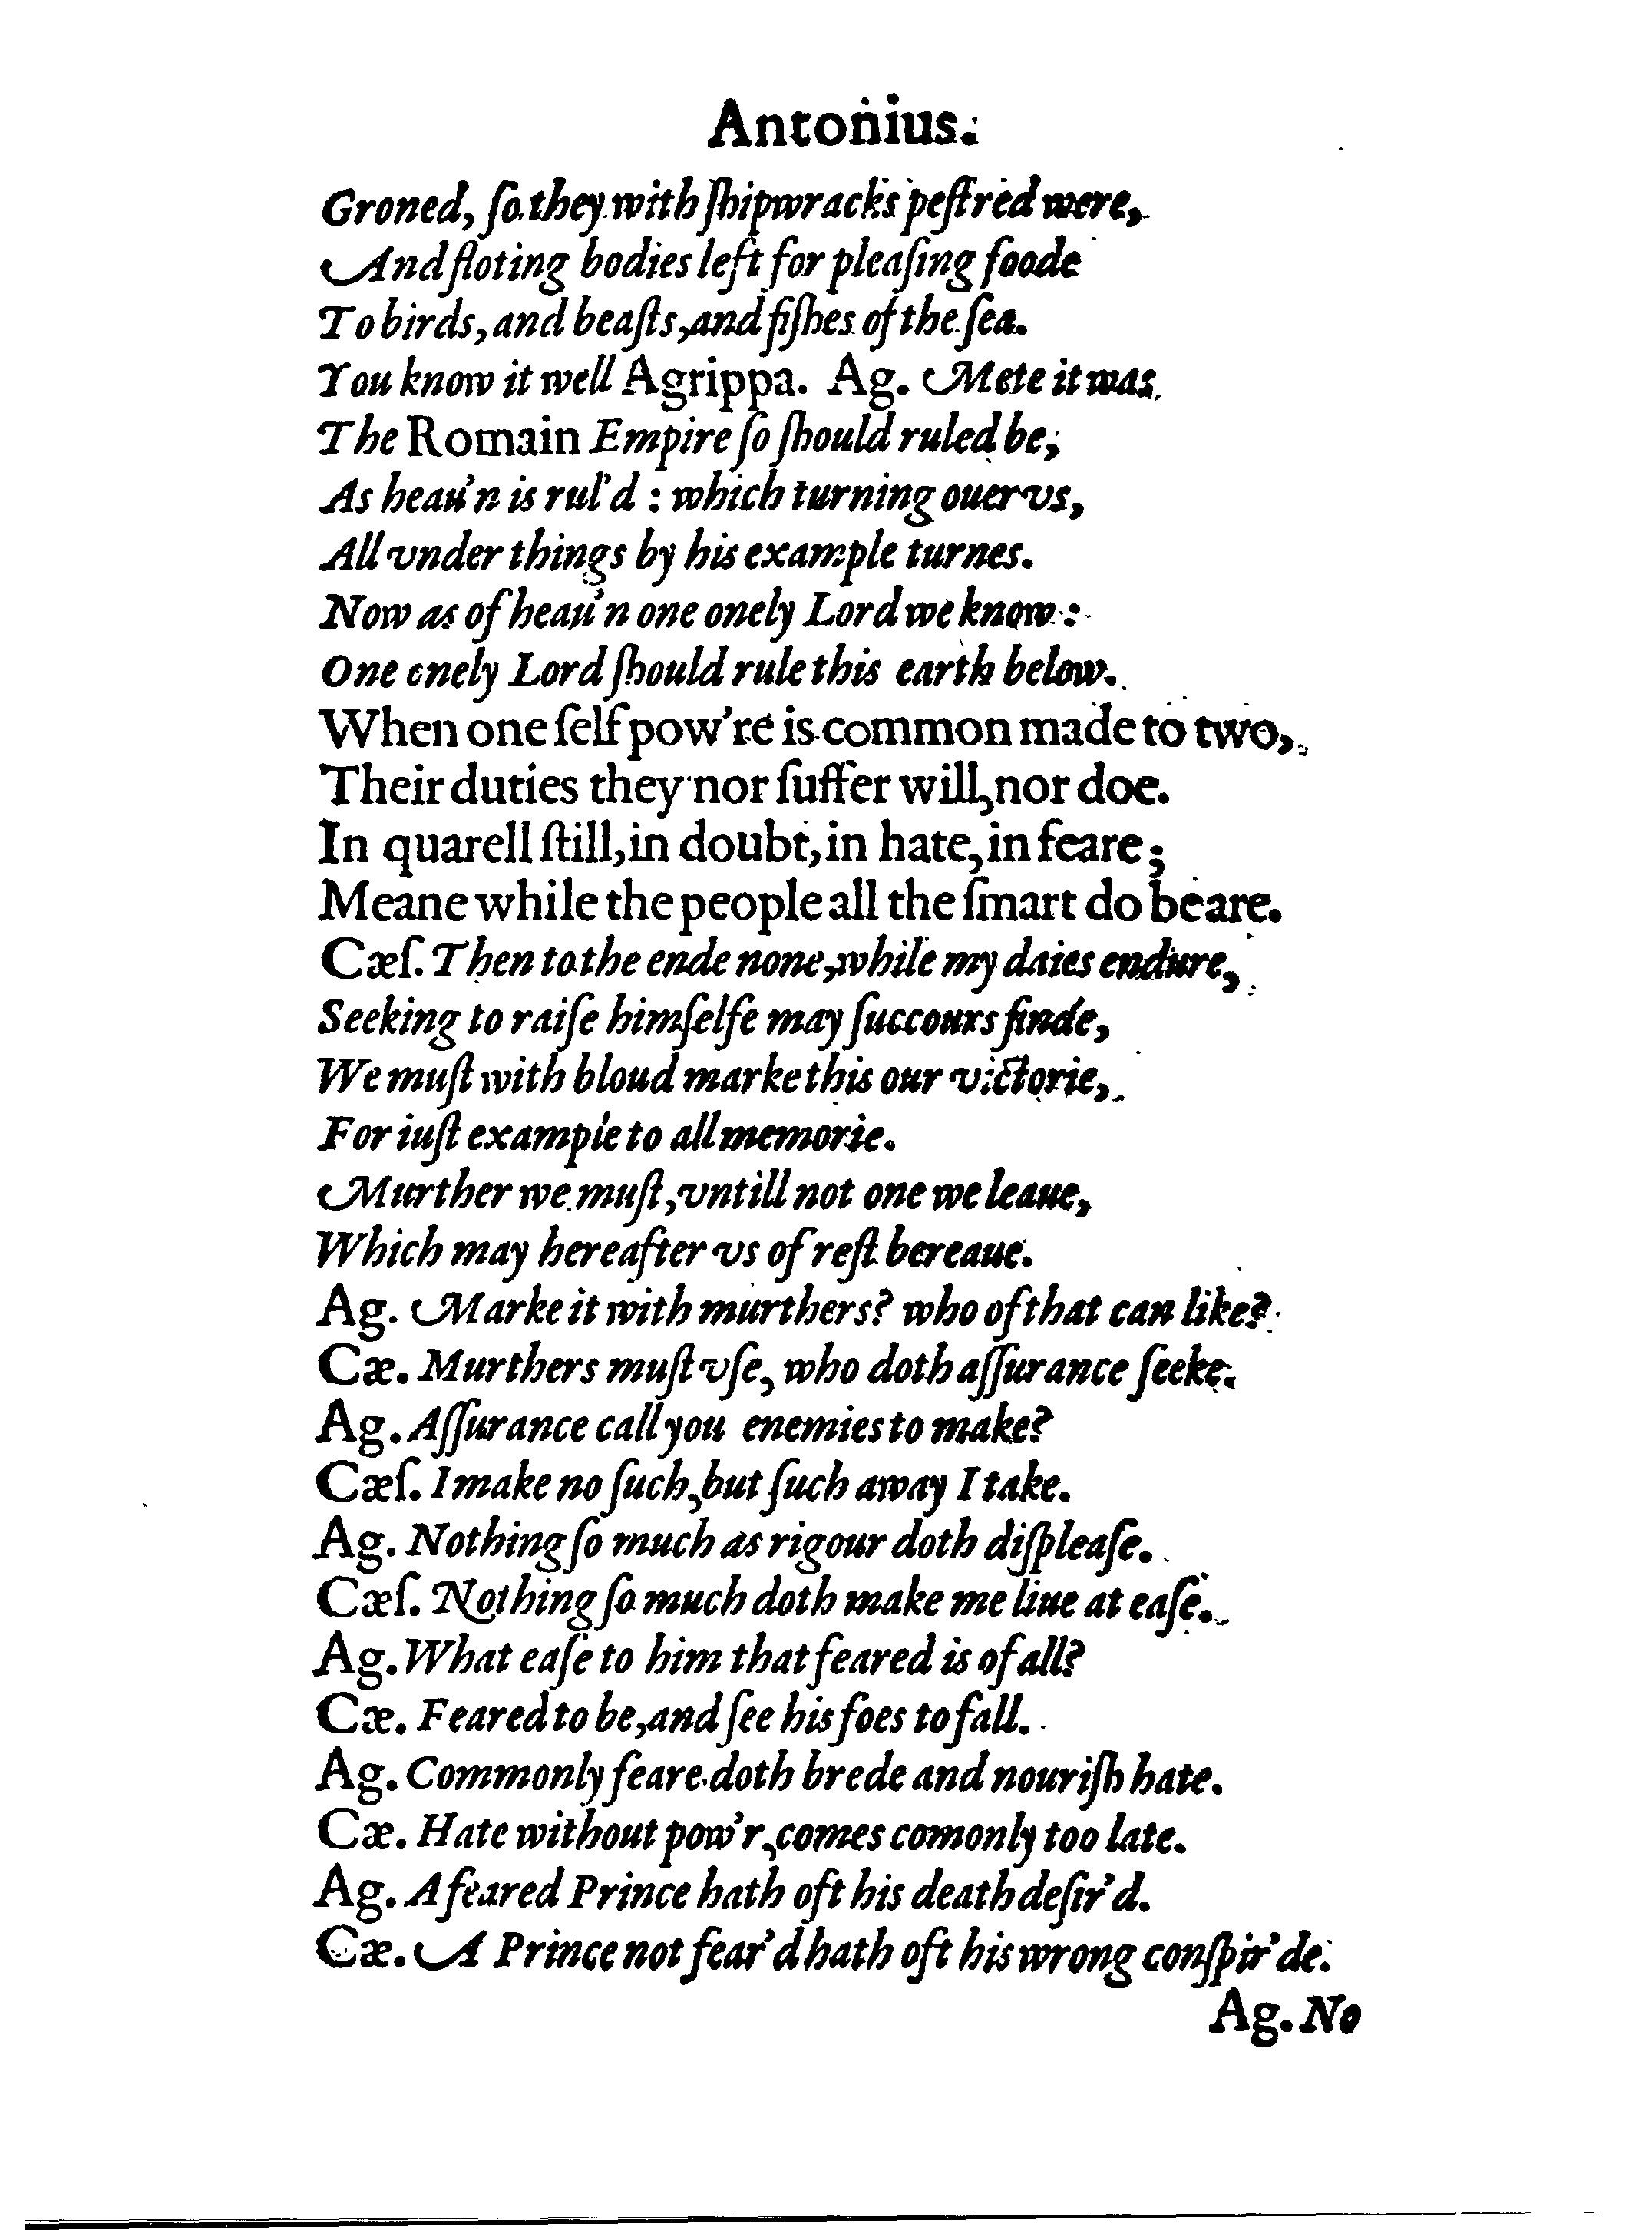 Antonius.
Groned, ſo they with ſhipwracks peſtred were,
And floting bodies left for pleaſing foode
To birds, and beaſts, and fiſhes of the ſea.
You know it well Agrippa. Ag. Mete it was
The Romain Empire ſo ſhould ruled be,
As heau'n is rul'd : which turning ouer vs,
All vnder things by his example turnes.
Now as of heau'n one onely Lord we know :
One onely Lord ſhould rule this earth below.
When one ſelf pow're is common made to two,
Their duties they nor ſuffer will, nor doe.
In quarell ſtill, in doubt, in hate, in feare;
Meane while the people all the ſmart do beare.
Cæſ. Then to the ende none, while my daies endure,
Seeking to raiſe himſelfe may ſuccours finde,
We muſt with bloud marke this our victorie,
For iuſt example to all memorie.
Murther we muſt, vntill not one we leaue,
Which may hereafter vs of reſt bereaue.
Ag. Marke it with murthers? who of that can like?
Cæ. Murthers muſt vſe, who doth aſſurance ſeeke.
Ag. Aſſurance call you enemies to make?
Cæſ. I make no ſuch, but ſuch away I take.
Ag. Nothing ſo much as rigour doth diſpleaſe.
Cæſ. Nothing ſo much doth make me liue at eaſe.
Ag. What eaſe to him that feared is of all?
Cæ. Feared to be, and ſee his foes to fall.
Ag. Commonly feare doth brede and nouriſh hate.
Cæ. Hate without pow'r, comes comonly too late.
Ag. A feared Prince hath oft his death deſir'd.
Cæ. A Prince not fear'd hath oft his wrong conſpir'de.
Ag. No